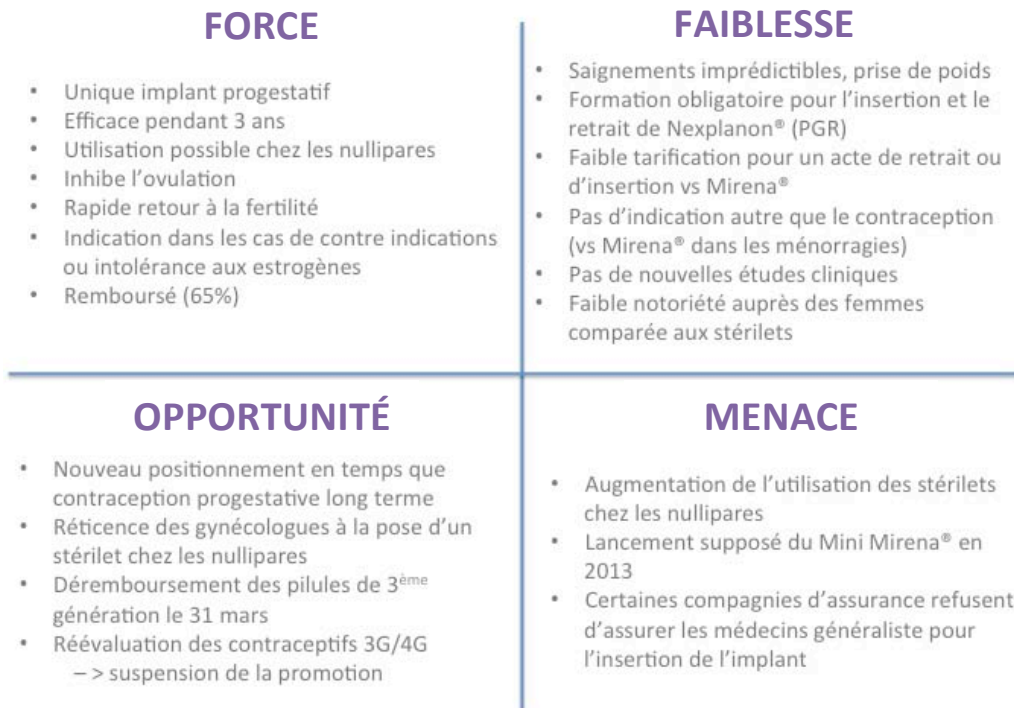 FORCE
• Unique implant progestatif
• Efficace pendant 3 ans
• Utilisation possible chez les nullipares
• Inhibe l'ovulation
• Rapide retour à la fertilité
• Indication dans les cas de contre indications
ou intolérance aux estrogènes
• Remboursé (65%)
FAIBLESSE
• Saignements imprédictibles, prise de poids
• Formation obligatoire pour l'insertion et le
retrait de Nexplanon® (PGR)
• Faible tarification pour un acte de retrait ou
d'insertion vs Mirena®
• Pas d'indication autre que le contraception
(vs Mirena® dans les ménorragies)
• Pas de nouvelles études cliniques
• Faible notoriété auprès des femmes
comparée aux stérilets
OPPORTUNITÉ
• Nouveau positionnement en temps que
contraception progestative long terme
• Réticence des gynécologues à la pose d'un
stérilet chez les nullipares
• Déremboursement des pilules de 3ème
génération le 31 mars
• Réévaluation des contraceptifs 3G/4G
– > suspension de la promotion
MENACE
• Augmentation de l'utilisation des stérilets
chez les nullipares
• Lancement supposé du Mini Mirena® en
2013
• Certaines compagnies d'assurance refusent
d'assurer les médecins généraliste pour
l'insertion de l'implant